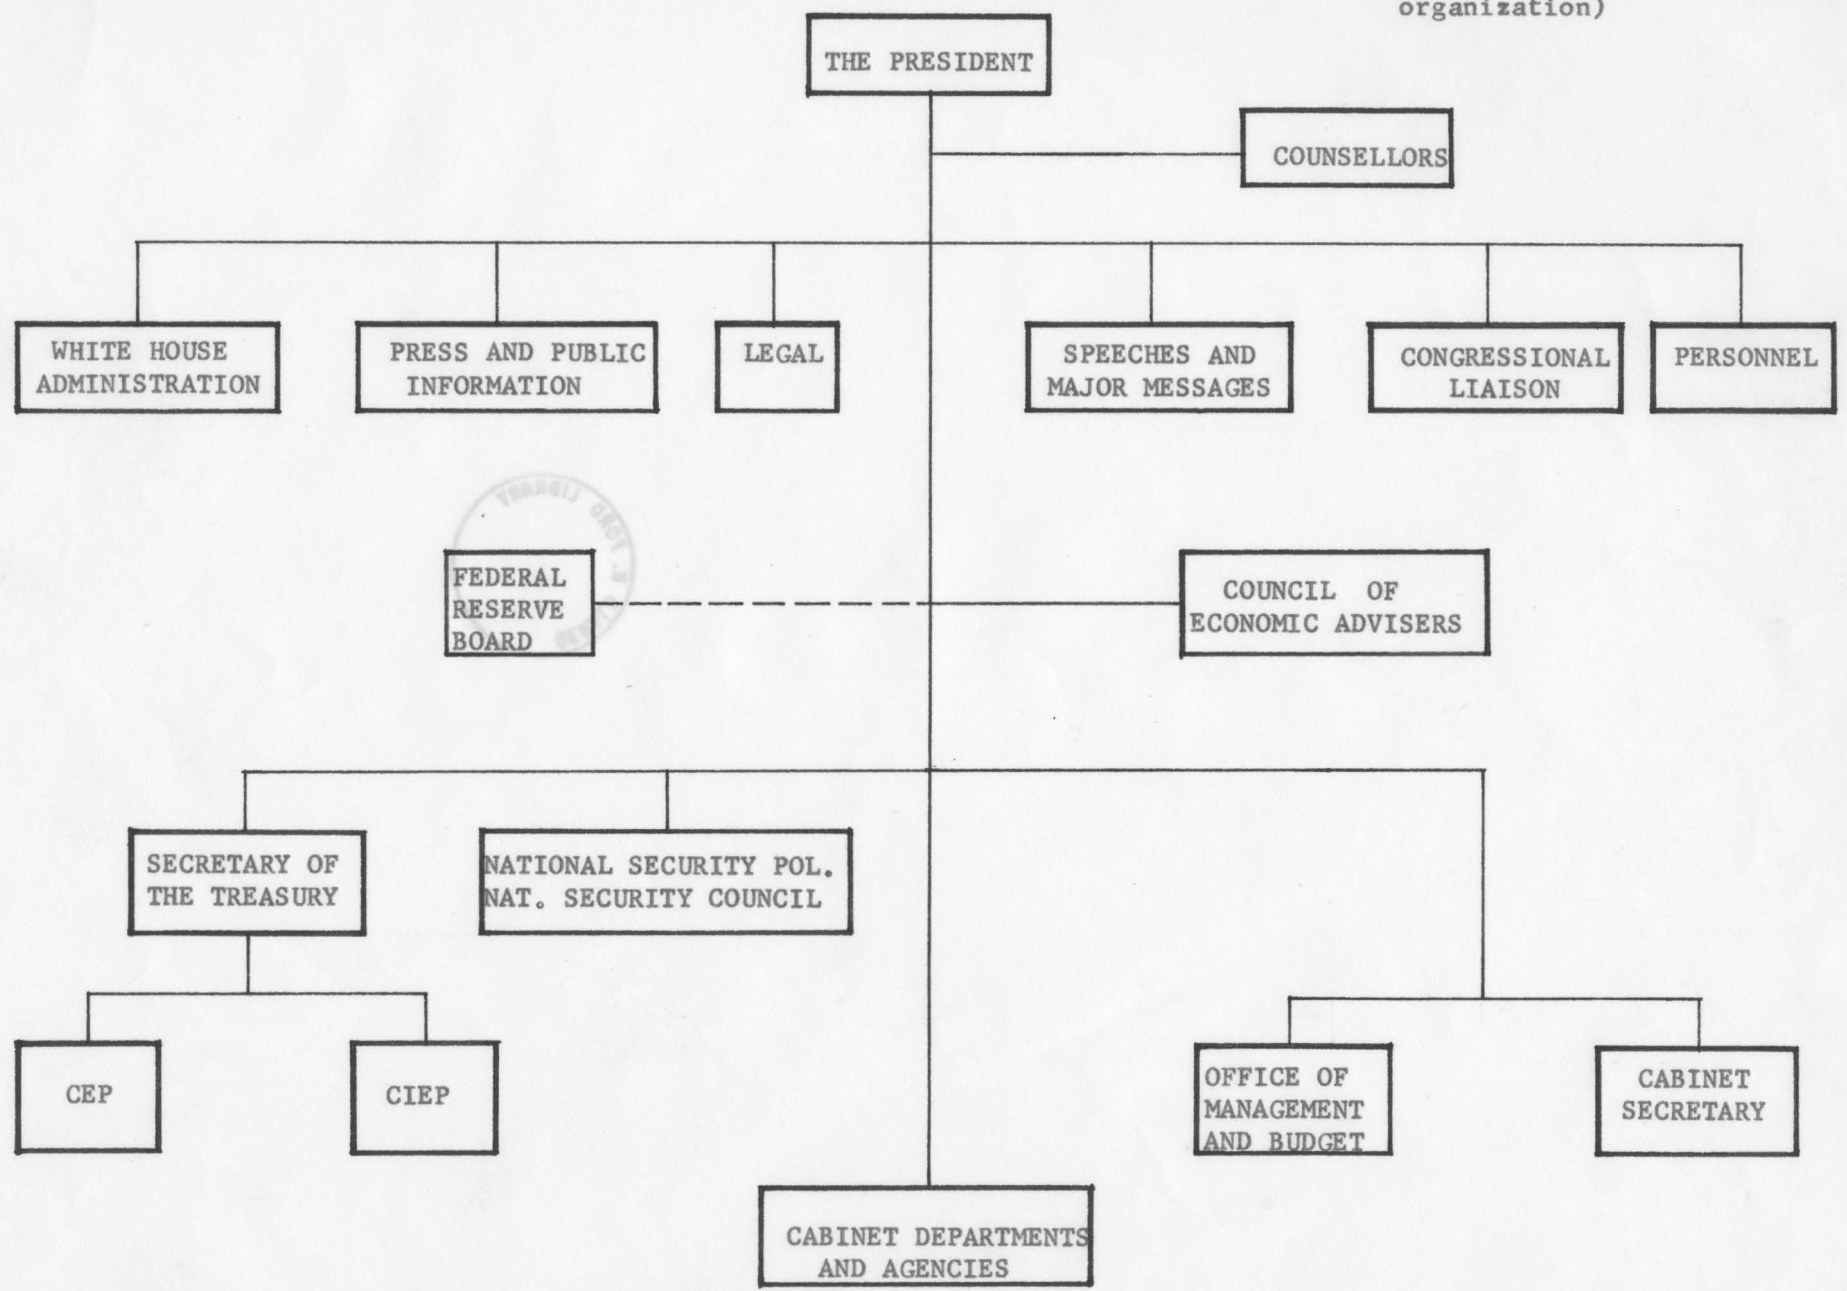 organization)
THE PRESIDENT
COUNSELLORS
WHITE HOUSE
ADMINISTRATION
PRESS AND PUBLIC
INFORMATION
LEGAL
SPEECHES AND
MAJOR MESSAGES
CONGRESSIONAL
LIAISON
PERSONNEL
LIBRARY
FORD
FEDERAL
RESERVE
BOARD
COUNCIL OF
ECONOMIC ADVISERS
SECRETARY OF
THE TREASURY
NATIONAL SECURITY POL.
NAT. SECURITY COUNCIL
CEP
CIEP
OFFICE OF
MANAGEMENT
AND BUDGET
CABINET
SECRETARY
CABINET DEPARTMENTS
AND AGENCIES